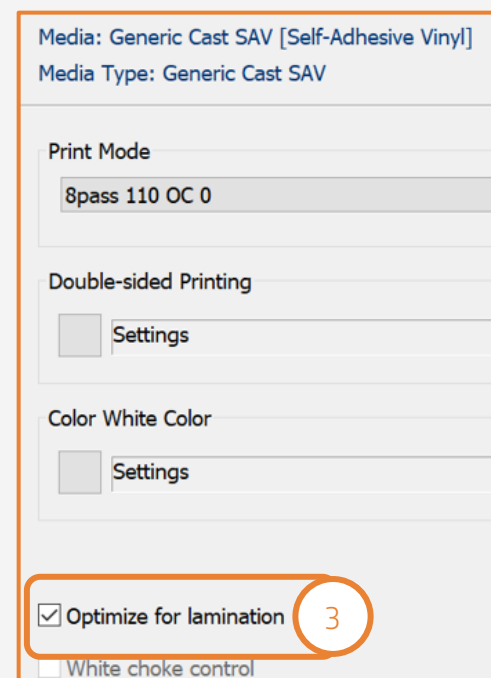 Media: Generic Cast SAV [Self-Adhesive Vinyl]
Media Type: Generic Cast SAV
Print Mode
8pass 110 OC 0
Double-sided Printing
Settings
Color White Color
Settings
Optimize for lamination 3
White choke control